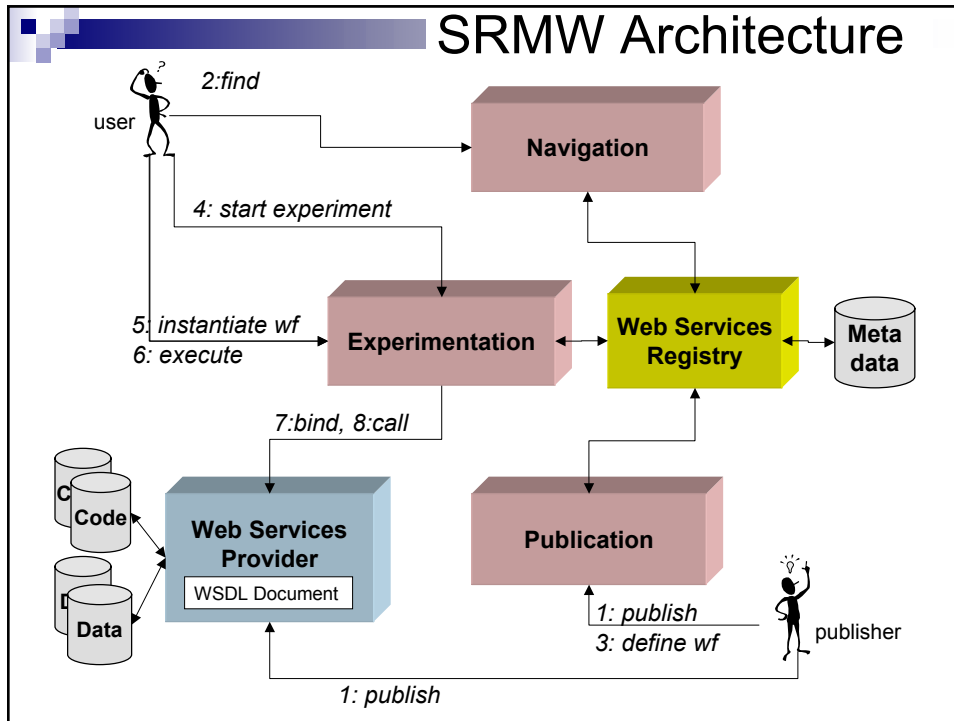 SRMW Architecture
?
2:find
user
Navigation
4: start experiment
5: instantiate wf
6: execute
Experimentation
Web Services
Registry
Meta
data
7:bind, 8:call
C
Code
D
Data
Web Services
Provider
WSDL Document
Publication
1: publish
3: define wf
publisher
1: publish